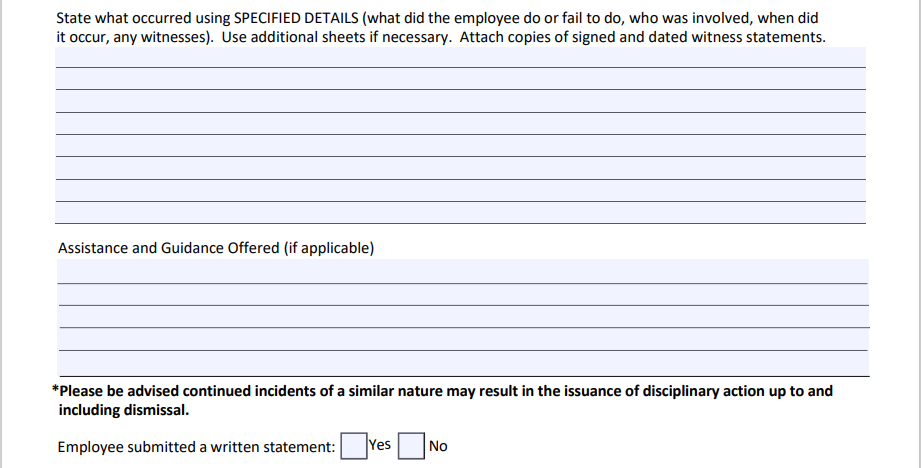 State what occurred using SPECIFIED DETAILS (what did the employee do or fail to do, who was involved, when did
it occur, any witnesses).  Use additional sheets if necessary.  Attach copies of signed and dated witness statements.
Assistance and Guidance Offered (if applicable)
*Please be advised continued incidents of a similar nature may result in the issuance of disciplinary action up to and
including dismissal.
Employee submitted a written statement: Yes No